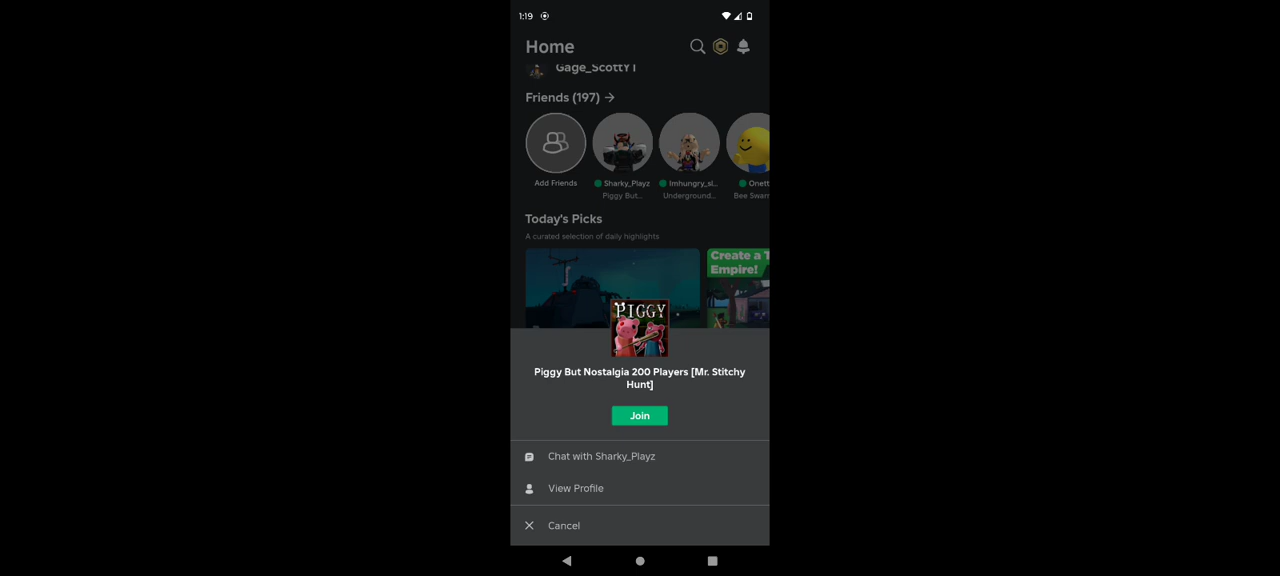 1:19
Home
Gage_ScottYT
Friends (197)
Add Friends
Sharky_Playz
Imhungry_sl...
Onett
Piggy But...
Underground...
Bee Swarm
Today's Picks
A curated selection of daily highlights
Create a T
Empire!
PIGGY
Piggy But Nostalgia 200 Players [Mr. Stitchy
Hunt]
Join
Chat with Sharky_Playz
View Profile
Cancel